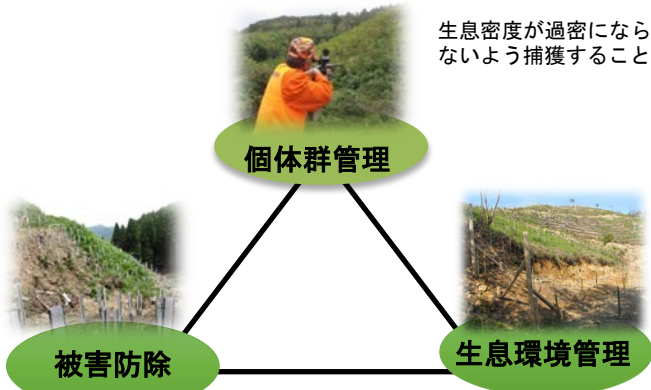 生息密度が過密になら
ないよう捕獲すること
個体群管理
被害防除
生息環境管理